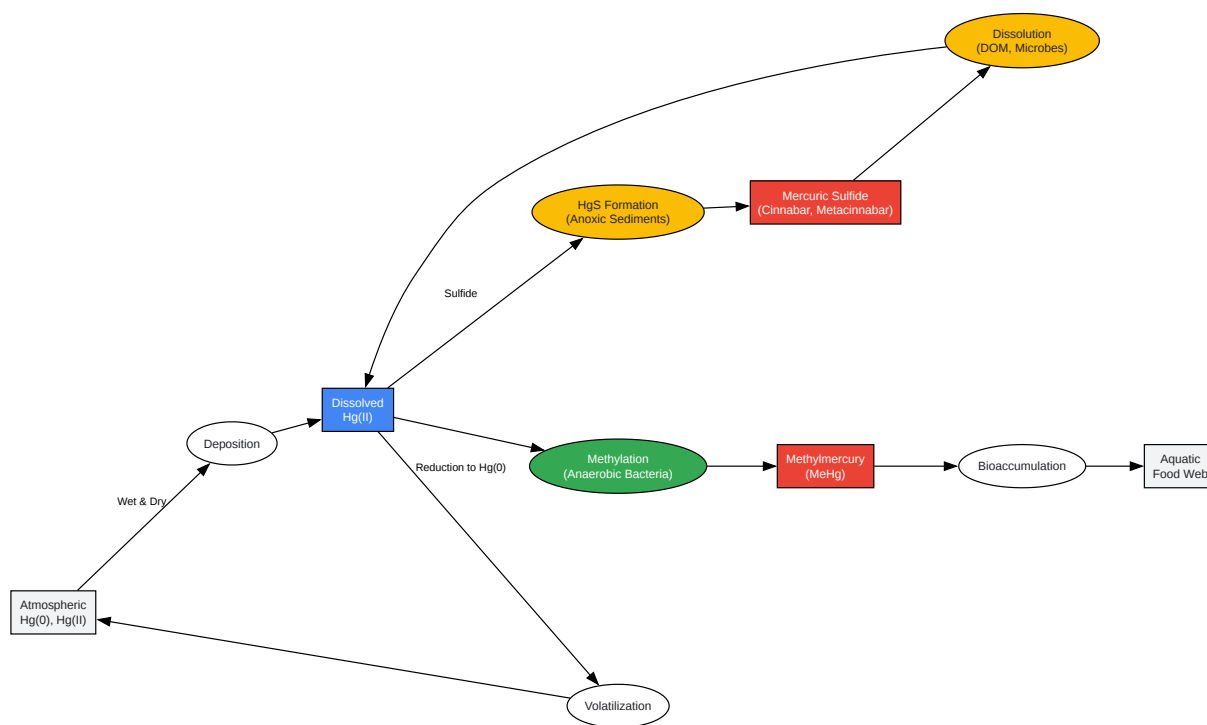 Dissolution
(DOM, Microbes)
Mercuric Sulfide
(Cinnabar, Metacinnabar)
HgS Formation
(Anoxic Sediments)
Sulfide
Dissolved
Hg(II)
Deposition
Reduction to Hg(0)
Methylation
(Anaerobic Bacteria)
Methylmercury
(MeHg)
Bioaccumulation
Aquatic
Food Web
Wet & Dry
Atmospheric
Hg(0), Hg(II)
Volatilization